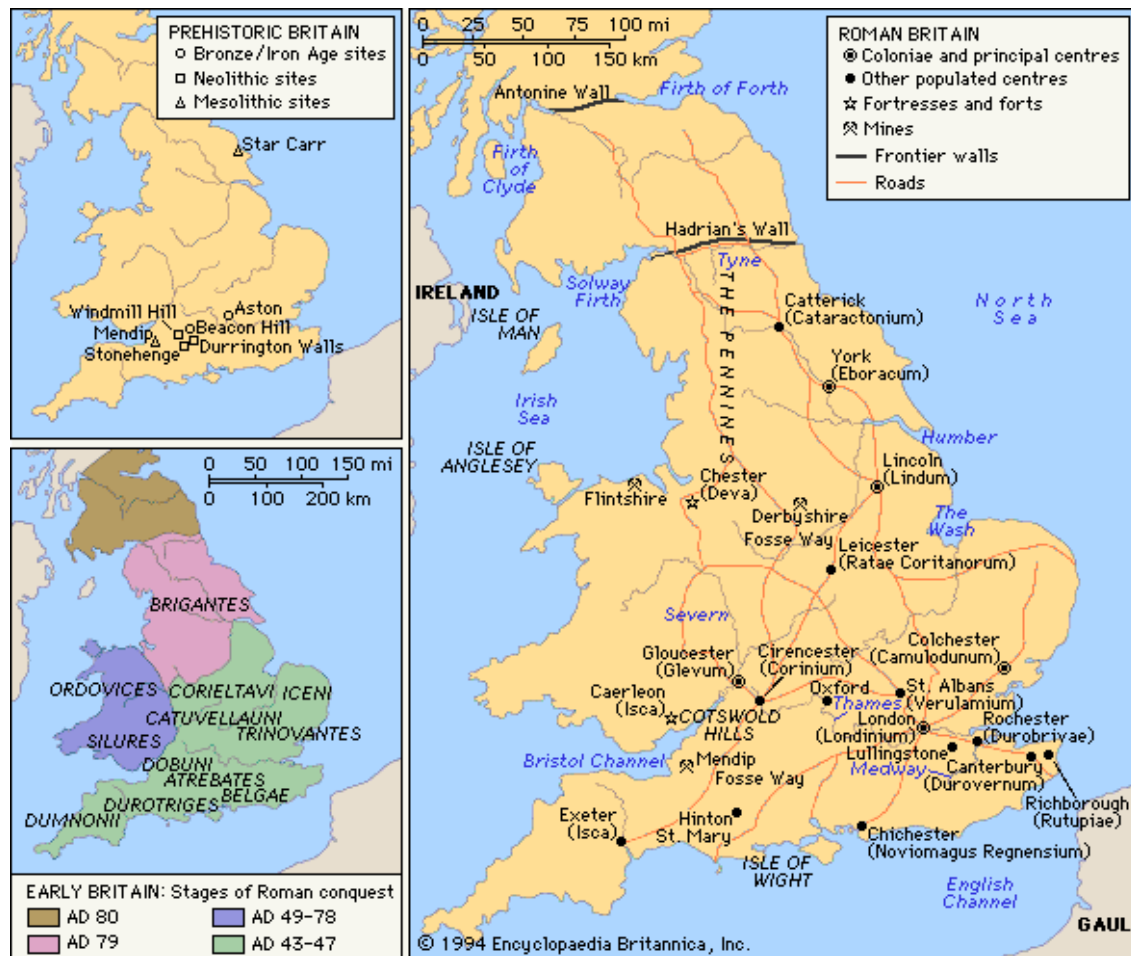 PREHISTORIC BRITAIN
Bronze/Iron Age sites
Neolithic sites
Mesolithic sites
Star Carr
Windmill Hill
Aston
Mendip
Beacon Hill
Stonehenge
Durrington Walls
0 50 100 150 mi
0 100 200 km
BRIGANTES
ORDOVICES
CORIELTAVI
ICENI
CATUVELLAUNI
SILURES
TRINOVANTES
DOBUNI
ATREBATES
DUROTRIGES
BELGAE
DUMNONII
EARLY BRITAIN: Stages of Roman conquest
AD 80
AD 49-78
AD 79
AD 43-47
0 25 50 75 100 mi
0 50 100 150 km
ROMAN BRITAIN
Coloniae and principal centres
Other populated centres
Fortresses and forts
Mines
Frontier walls
Roads
Antonine Wall
Firth of Forth
Firth
of
Clyde
Hadrian's Wall
Tyne
Solway
Firth
IRELAND
ISLE OF
MAN
THE PENNINES
Catterick
(Cataractonium)
North
Sea
York
(Eboracum)
Irish
Sea
Humber
ISLE OF
ANGLESEY
Lincoln
(Lindum)
Chester
(Deva)
Flintshire
Derbyshire
The
Wash
Fosse Way
Leicester
(Ratae Coritanorum)
Severn
Colchester
(Camulodunum)
Gloucester
(Glevum)
Cirencester
(Corinium)
Caerleon
(Isca)
Oxford
St. Albans
(Verulamium)
COTSWOLD
HILLS
Thames
London
(Londinium)
Rochester
(Durobrivae)
Lullingstone
Bristol Channel
Mendip
Fosse Way
Medway
Canterbury
(Durovernum)
Richborough
(Rutupiae)
Exeter
(Isca)
Hinton
St. Mary
Chichester
(Noviomagus Regnensium)
ISLE OF
WIGHT
English
Channel
GAUL
© 1994 Encyclopaedia Britannica, Inc.